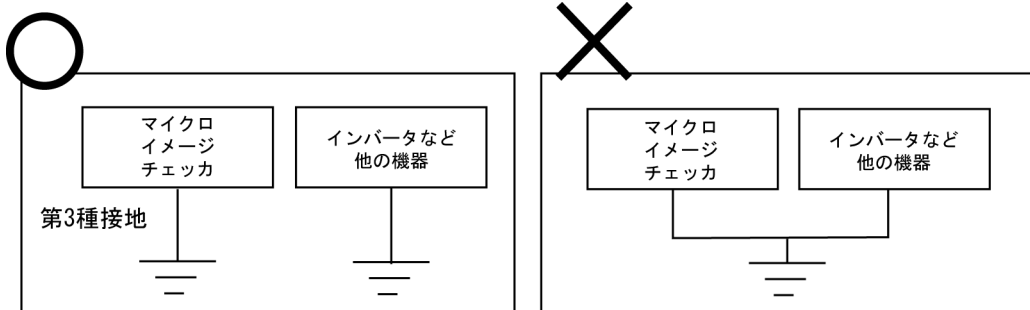 マイクロ
イメージ
チェッカ
インバータなど
他の機器
第3種接地
マイクロ
イメージ
チェッカ
インバータなど
他の機器